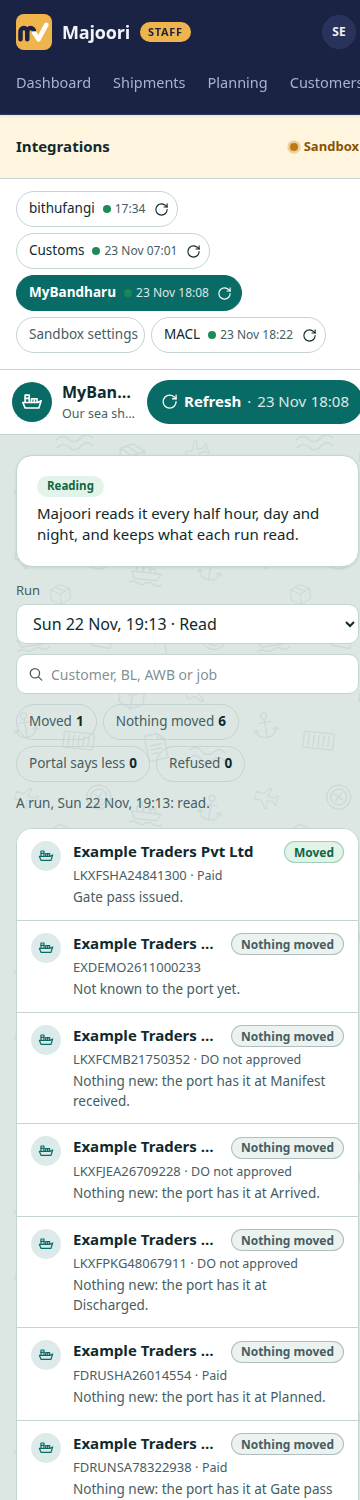 Majoori STAFF SE
Dashboard Shipments Planning Customers
Integrations Sandbox
bithufangi 17:34
Customs 23 Nov 07:01
MyBandharu 23 Nov 18:08
Sandbox settings MACL 23 Nov 18:22
MyBan...
Our sea sh...
Refresh · 23 Nov 18:08
Reading
Majoori reads it every half hour, day and
night, and keeps what each run read.
Run
Sun 22 Nov, 19:13 · Read
Customer, BL, AWB or job
Moved 1 Nothing moved 6
Portal says less 0 Refused 0
A run, Sun 22 Nov, 19:13: read.
Example Traders Pvt Ltd Moved
LKXFSHA24841300 · Paid
Gate pass issued.
Example Traders ... Nothing moved
EXDEMO2611000233
Not known to the port yet.
Example Traders ... Nothing moved
LKXFCMB21750352 · DO not approved
Nothing new: the port has it at Manifest
received.
Example Traders ... Nothing moved
LKXFJEA26709228 · DO not approved
Nothing new: the port has it at Arrived.
Example Traders ... Nothing moved
LKXFPKG48067911 · DO not approved
Nothing new: the port has it at
Discharged.
Example Traders ... Nothing moved
FDRUSHA26014554 · Paid
Nothing new: the port has it at Planned.
Example Traders ... Nothing moved
FDRUNSA78322938 · Paid
Nothing new: the port has it at Gate pass